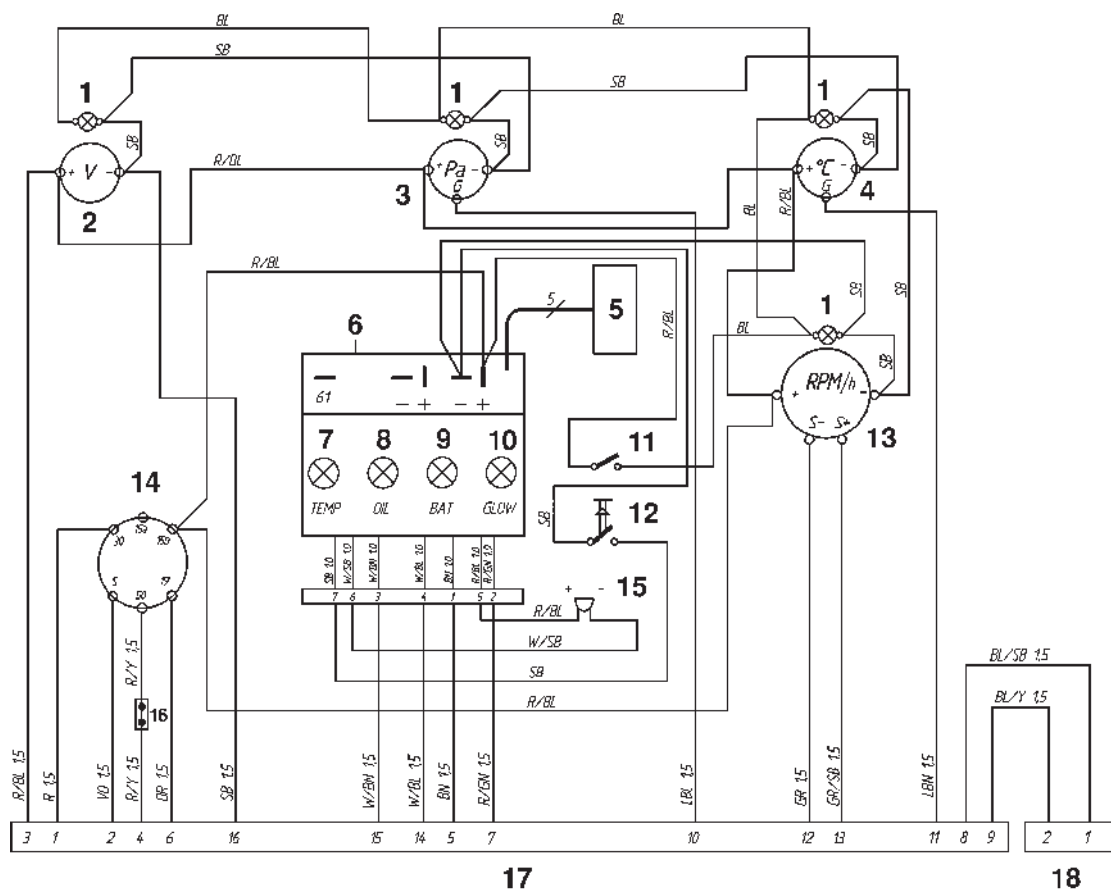 BL
BL
SB
SB
1
1
1
SB
SB
SB
+ V -
R/BL
+ Pa -
G
+ °C -
G
2
3
4
BL
R/BL
R/BL
SB
SB
5
5
6
R/BL
1
BL
SB
61
- + - +
+ RPM/h -
S- S+
7 8 9 10
11
13
TEMP OIL BAT GLOW
14
12
SB
30
15/54
5
19
50
SB 1.0
W/SB 1.0
W/BN 1.0
W/BL 1.0
BN 1.0
R/BL 1.0
R/GN 1.0
7 6 3 4 1 5 2
+ - 15
R/BL
W/SB
SB
R/BL
R/Y 1,5
16
BL/SB 1,5
BL/Y 1,5
R/BL 1,5
R 1,5
VO 1,5
R/Y 1,5
OR 1,5
SB 1,5
W/BN 1,5
W/BL 1,5
BN 1,5
R/GN 1,5
LBL 1,5
GR 1,5
GR/SB 1,5
LBN 1,5
3 1 2 4 6 16 15 14 5 7 10 12 13 11 8 9
2 1
17
18